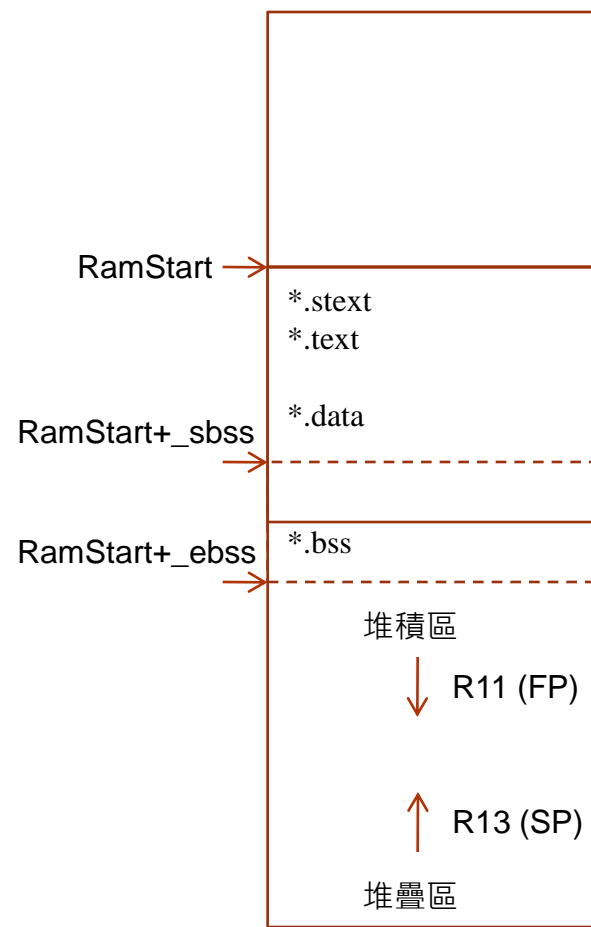 RamStart
*.stext
*.text
*.data
RamStart+_sbss
*.bss
RamStart+_ebss
堆積區
R11 (FP)
R13 (SP)
堆疊區